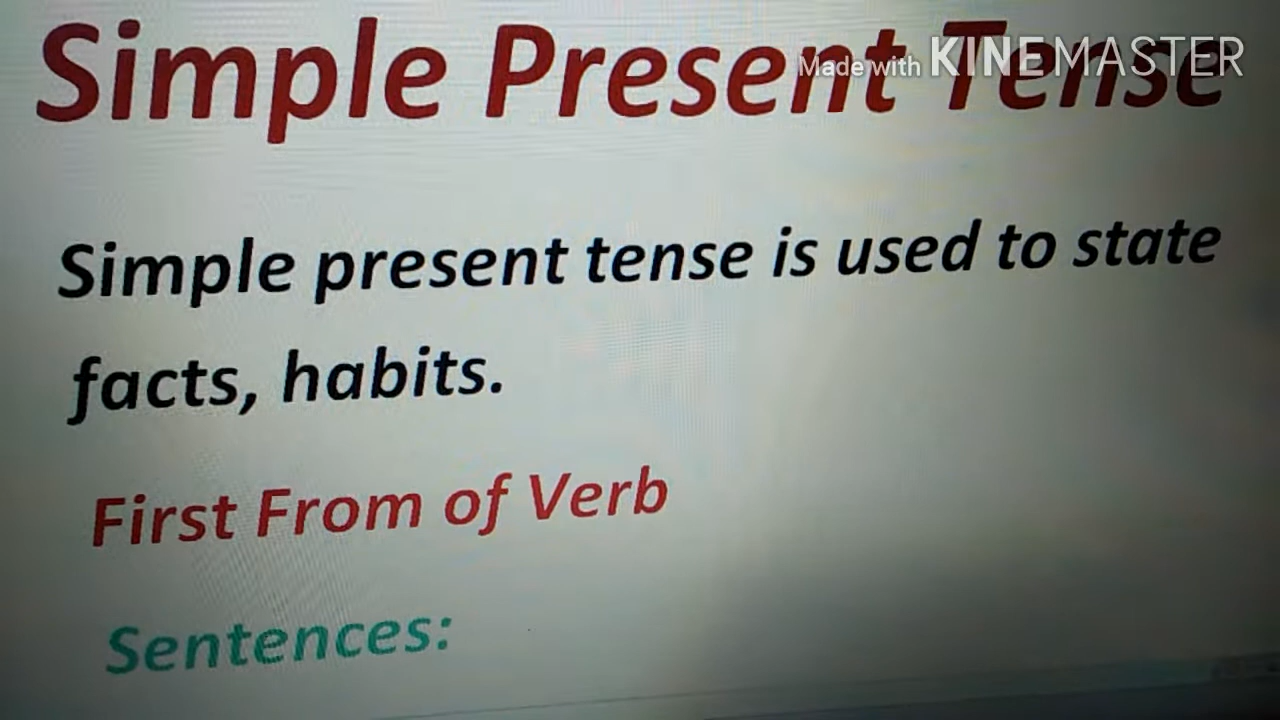 Simple Present Tense
Made with KINEMASTER
Simple present tense is used to state
facts, habits.
First From of Verb
Sentences: